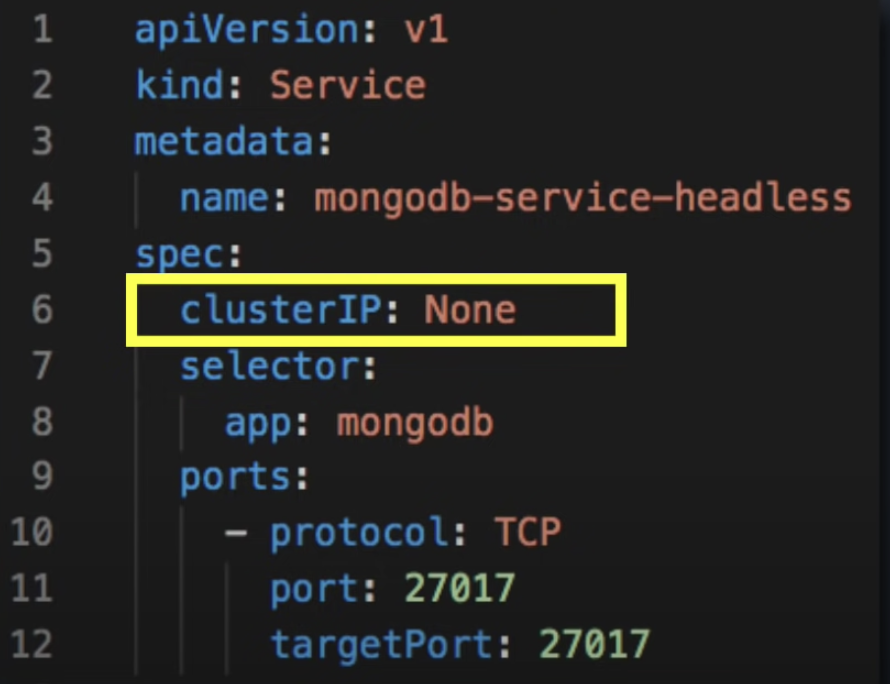 1 apiVersion: v1
2 kind: Service
3 metadata:
4   name: mongodb-service-headless
5 spec:
6   clusterIP: None
7   selector:
8     app: mongodb
9   ports:
10     - protocol: TCP
11       port: 27017
12       targetPort: 27017